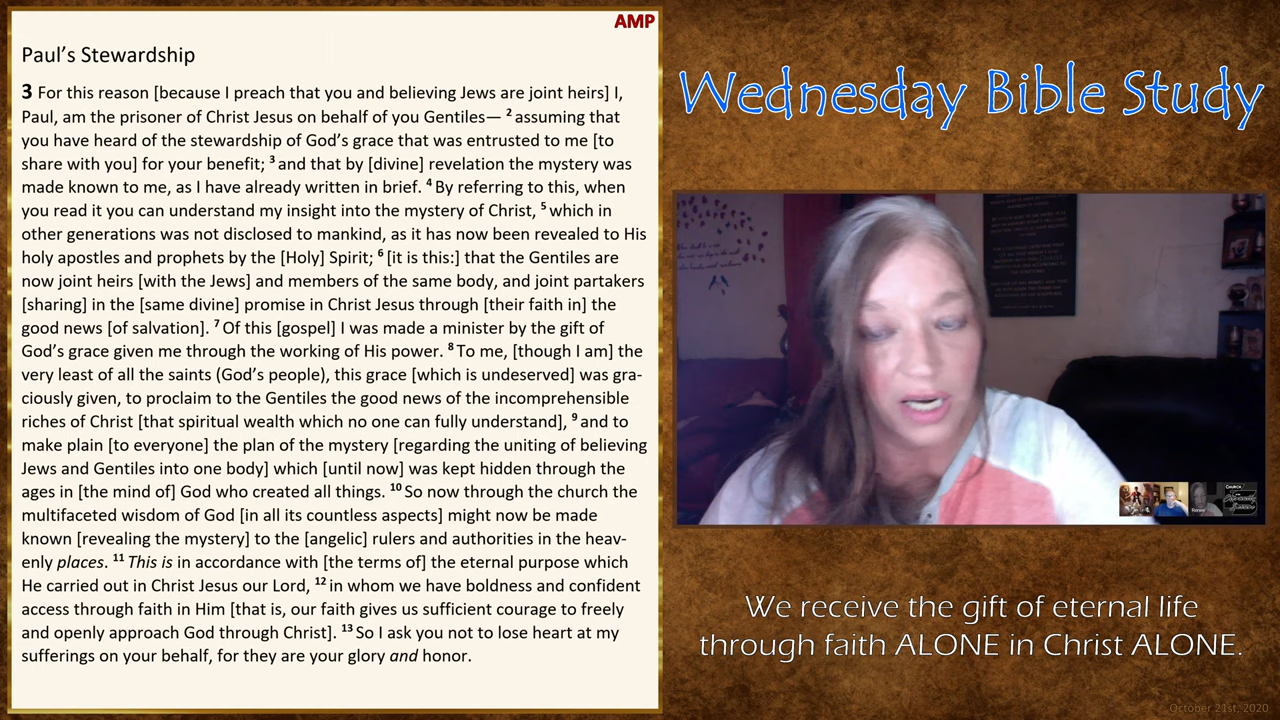 AMP
Paul’s Stewardship
3 For this reason [because I preach that you and believing Jews are joint heirs] I,
Paul, am the prisoner of Christ Jesus on behalf of you Gentiles— 2 assuming that
you have heard of the stewardship of God’s grace that was entrusted to me [to
share with you] for your benefit; 3 and that by [divine] revelation the mystery was
made known to me, as I have already written in brief. 4 By referring to this, when
you read it you can understand my insight into the mystery of Christ, 5 which in
other generations was not disclosed to mankind, as it has now been revealed to His
holy apostles and prophets by the [Holy] Spirit; 6 [it is this:] that the Gentiles are
now joint heirs [with the Jews] and members of the same body, and joint partakers
[sharing] in the [same divine] promise in Christ Jesus through [their faith in] the
good news [of salvation]. 7 Of this [gospel] I was made a minister by the gift of
God’s grace given me through the working of His power. 8 To me, [though I am] the
very least of all the saints (God’s people), this grace [which is undeserved] was gra-
ciously given, to proclaim to the Gentiles the good news of the incomprehensible
riches of Christ [that spiritual wealth which no one can fully understand], 9 and to
make plain [to everyone] the plan of the mystery [regarding the uniting of believing
Jews and Gentiles into one body] which [until now] was kept hidden through the
ages in [the mind of] God who created all things. 10 So now through the church the
multifaceted wisdom of God [in all its countless aspects] might now be made
known [revealing the mystery] to the [angelic] rulers and authorities in the heav-
enly places. 11 This is in accordance with [the terms of] the eternal purpose which
He carried out in Christ Jesus our Lord, 12 in whom we have boldness and confident
access through faith in Him [that is, our faith gives us sufficient courage to freely
and openly approach God through Christ]. 13 So I ask you not to lose heart at my
sufferings on your behalf, for they are your glory and honor.
Wednesday Bible Study
CHURCH
We receive the gift of eternal life
through faith ALONE in Christ ALONE.
October 21st, 2020